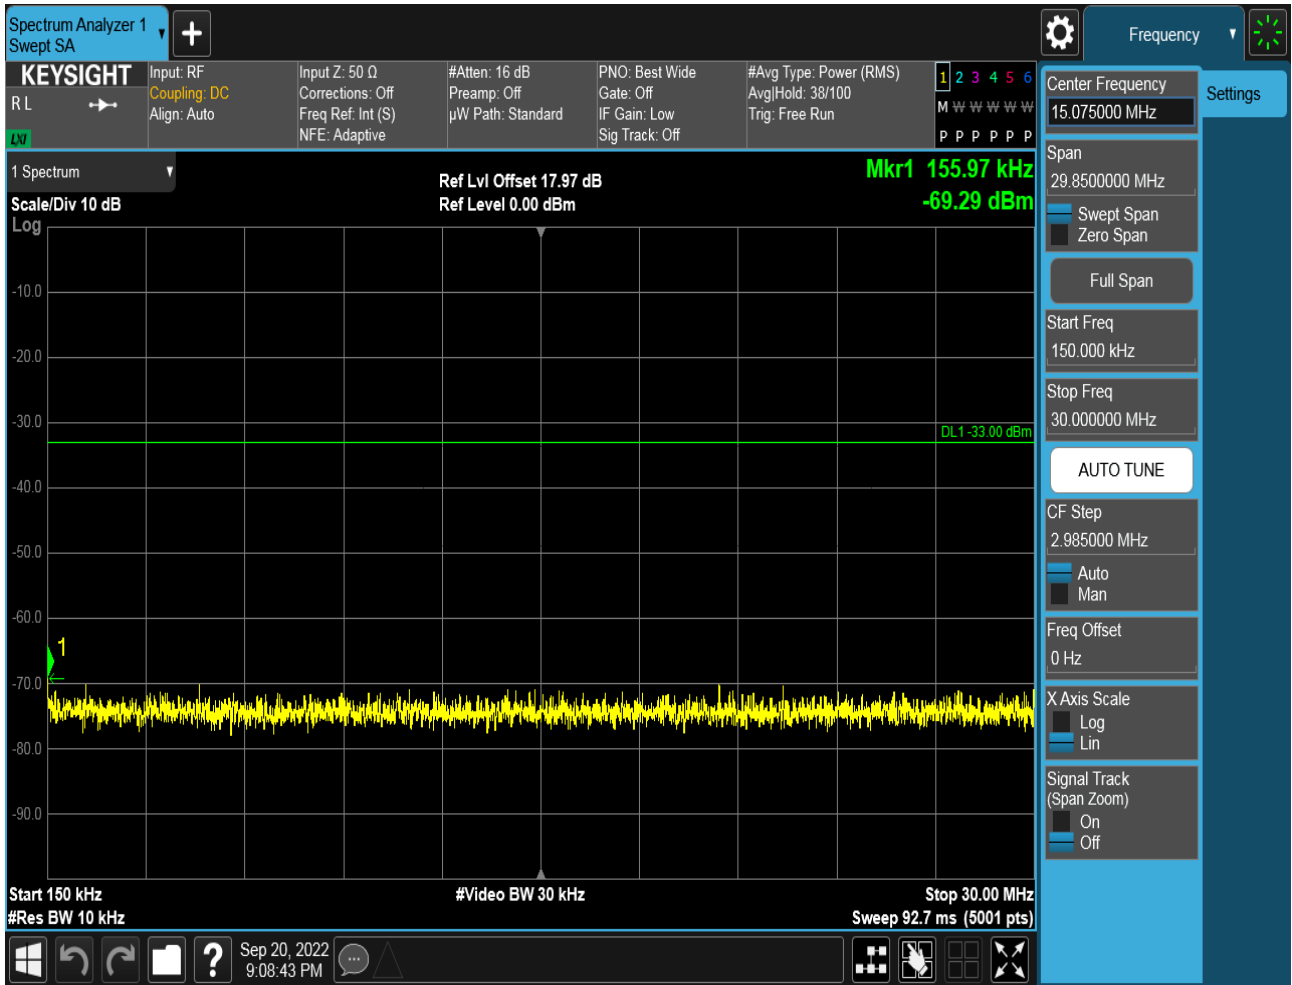 Spectrum Analyzer 1
Swept SA
Frequency
KEYSIGHT
R L
LXI
Input: RF
Coupling: DC
Align: Auto
Input Z: 50 Ω
Corrections: Off
Freq Ref: Int (S)
NFE: Adaptive
#Atten: 16 dB
Preamp: Off
µW Path: Standard
PNO: Best Wide
Gate: Off
IF Gain: Low
Sig Track: Off
#Avg Type: Power (RMS)
Avg|Hold: 38/100
Trig: Free Run
1 2 3 4 5 6
M W W W W W
P P P P P P
1 Spectrum
Scale/Div 10 dB
Log
Ref Lvl Offset 17.97 dB
Ref Level 0.00 dBm
Mkr1 155.97 kHz
-69.29 dBm
-10.0
-20.0
-30.0
DL1 -33.00 dBm
-40.0
-50.0
-60.0
1
-70.0
-80.0
-90.0
Start 150 kHz
#Video BW 30 kHz
Stop 30.00 MHz
#Res BW 10 kHz
Sweep 92.7 ms (5001 pts)
Sep 20, 2022
9:08:43 PM
Center Frequency
15.075000 MHz
Settings
Span
29.8500000 MHz
Swept Span
Zero Span
Full Span
Start Freq
150.000 kHz
Stop Freq
30.000000 MHz
AUTO TUNE
CF Step
2.985000 MHz
Auto
Man
Freq Offset
0 Hz
X Axis Scale
Log
Lin
Signal Track
(Span Zoom)
On
Off